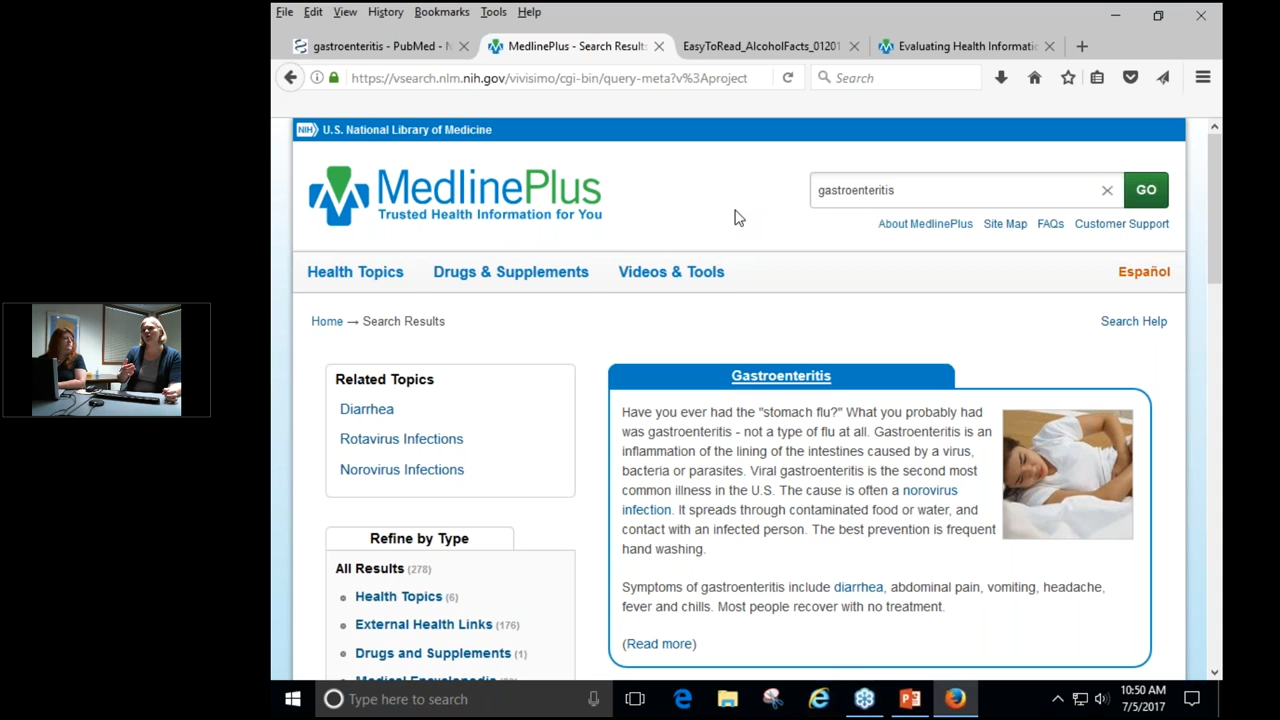 File Edit View History Bookmarks Tools Help
gastroenteritis - PubMed - N
MedlinePlus - Search Results
EasyToRead_AlcoholFacts_01201
Evaluating Health Informatio
https://vsearch.nlm.nih.gov/vivisimo/cgi-bin/query-meta?v%3Aproject
Search
NIH U.S. National Library of Medicine
MedlinePlus
Trusted Health Information for You
gastroenteritis
GO
About MedlinePlus Site Map FAQs Customer Support
Health Topics Drugs & Supplements Videos & Tools Español
Home → Search Results
Search Help
Related Topics
Diarrhea
Rotavirus Infections
Norovirus Infections
Refine by Type
All Results (278)
Health Topics (6)
External Health Links (176)
Drugs and Supplements (1)
Medical Encyclopedia
Gastroenteritis
Have you ever had the "stomach flu?" What you probably had
was gastroenteritis - not a type of flu at all. Gastroenteritis is an
inflammation of the lining of the intestines caused by a virus,
bacteria or parasites. Viral gastroenteritis is the second most
common illness in the U.S. The cause is often a norovirus
infection. It spreads through contaminated food or water, and
contact with an infected person. The best prevention is frequent
hand washing.
Symptoms of gastroenteritis include diarrhea, abdominal pain, vomiting, headache,
fever and chills. Most people recover with no treatment.
(Read more)
Type here to search
10:50 AM
7/5/2017